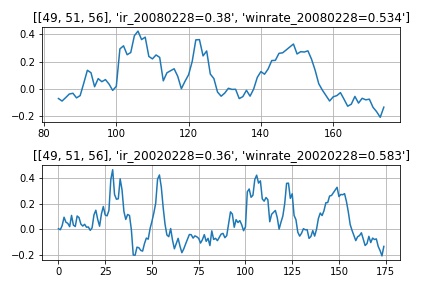 [[49, 51, 56], 'ir_20080228=0.38', 'winrate_20080228=0.534']
0.4
0.2
0.0
−0.2
80 100 120 140 160
[[49, 51, 56], 'ir_20020228=0.36', 'winrate_20020228=0.583']
0.4
0.2
0.0
−0.2
0 25 50 75 100 125 150 175